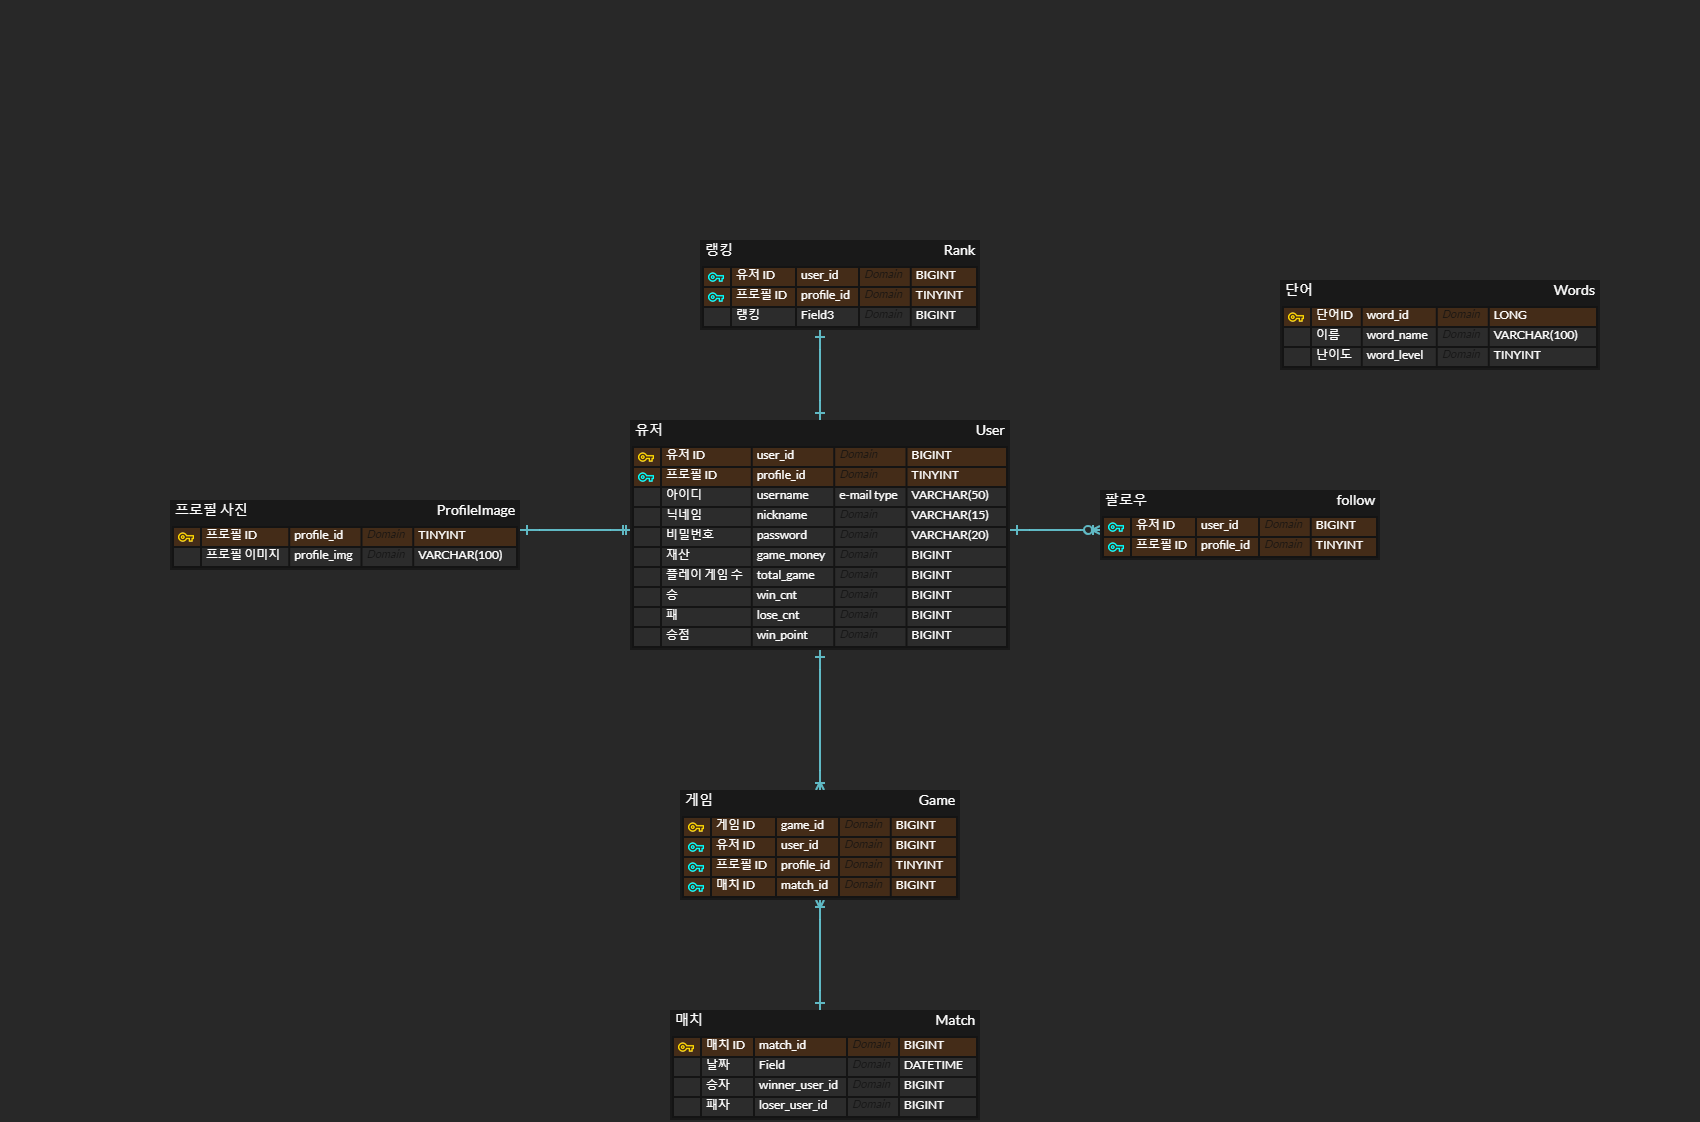 랭킹 Rank
유저 ID user_id Domain BIGINT
프로필 ID profile_id Domain TINYINT
랭킹 Field3 Domain BIGINT
단어 Words
단어ID word_id Domain LONG
이름 word_name Domain VARCHAR(100)
난이도 word_level Domain TINYINT
유저 User
유저 ID user_id Domain BIGINT
프로필 ID profile_id Domain TINYINT
아이디 username e-mail type VARCHAR(50)
닉네임 nickname Domain VARCHAR(15)
비밀번호 password Domain VARCHAR(20)
재산 game_money Domain BIGINT
플레이 게임 수 total_game Domain BIGINT
승 win_cnt Domain BIGINT
패 lose_cnt Domain BIGINT
승점 win_point Domain BIGINT
프로필 사진 ProfileImage
프로필 ID profile_id Domain TINYINT
프로필 이미지 profile_img Domain VARCHAR(100)
팔로우 follow
유저 ID user_id Domain BIGINT
프로필 ID profile_id Domain TINYINT
게임 Game
게임 ID game_id Domain BIGINT
유저 ID user_id Domain BIGINT
프로필 ID profile_id Domain TINYINT
매치 ID match_id Domain BIGINT
매치 Match
매치 ID match_id Domain BIGINT
날짜 Field Domain DATETIME
승자 winner_user_id Domain BIGINT
패자 loser_user_id Domain BIGINT